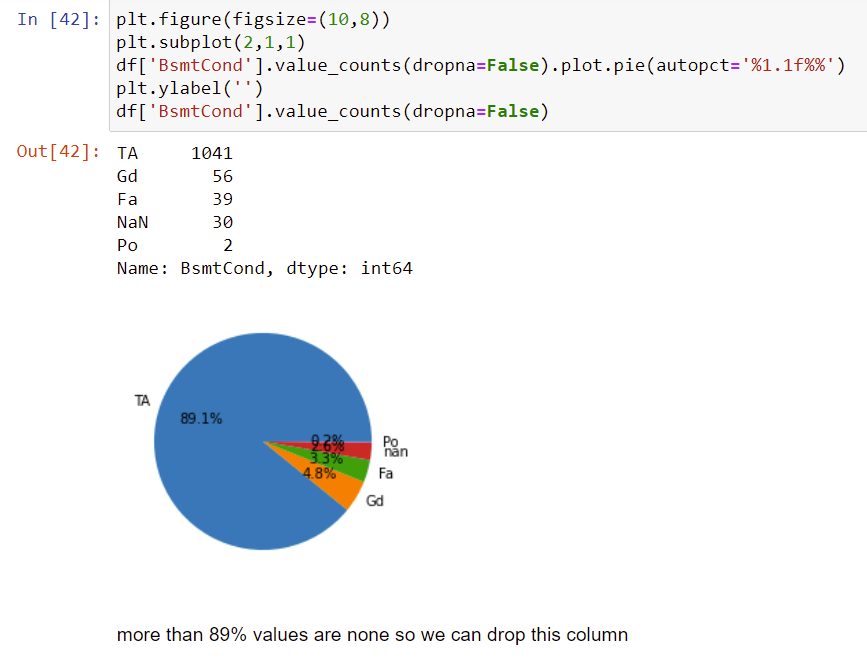 In [42]: plt.figure(figsize=(10,8))
plt.subplot(2,1,1)
df['BsmtCond'].value_counts(dropna=False).plot.pie(autopct='%1.1f%%')
plt.ylabel('')
df['BsmtCond'].value_counts(dropna=False)
Out[42]: TA 1041
Gd 56
Fa 39
NaN 30
Po 2
Name: BsmtCond, dtype: int64
TA
89.1%
0.2%
Po
2.6%
nan
3.3%
Fa
4.8%
Gd
more than 89% values are none so we can drop this column